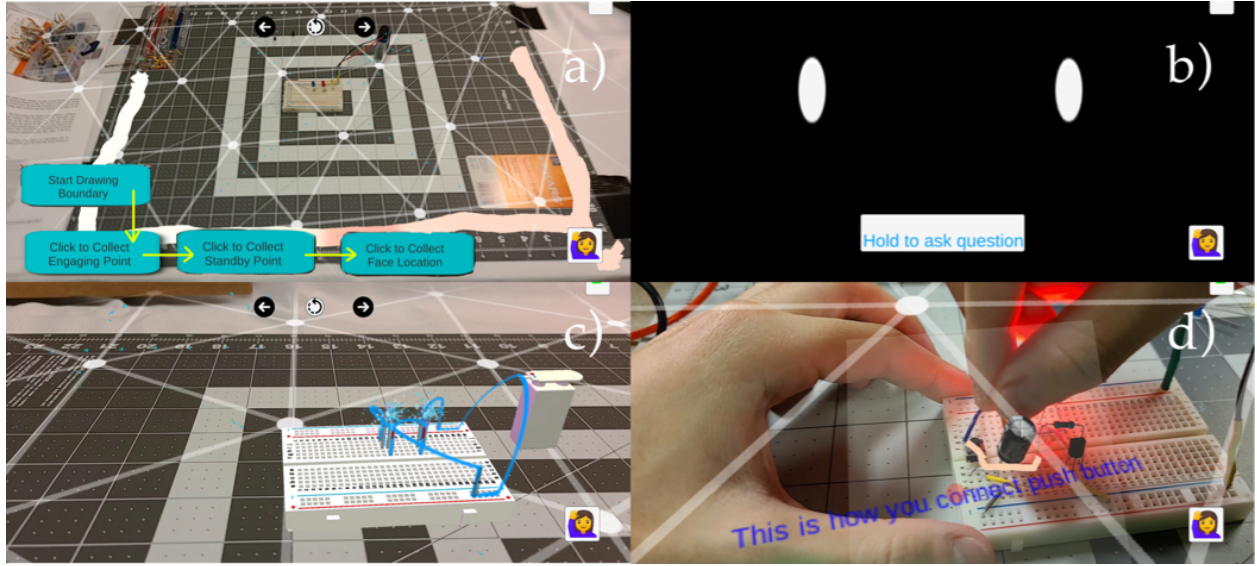 a)
Start Drawing
Boundary
Click to Collect
Engaging Point
Click to Collect
Standby Point
Click to Collect
Face Location
b)
Hold to ask question
c)
d)
This is how you connect push button